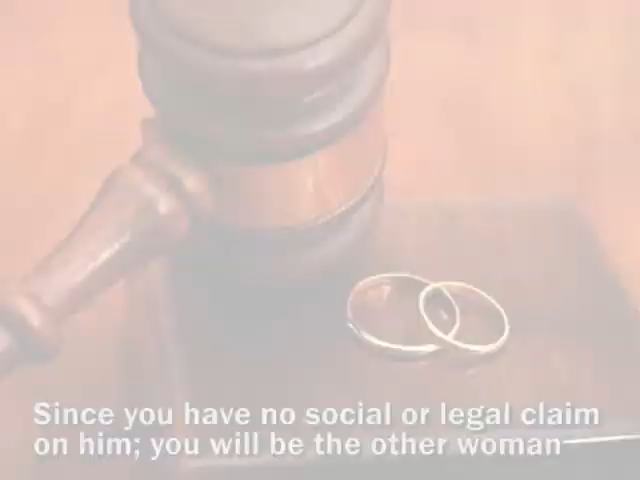 Since you have no social or legal claim
on him; you will be the other woman